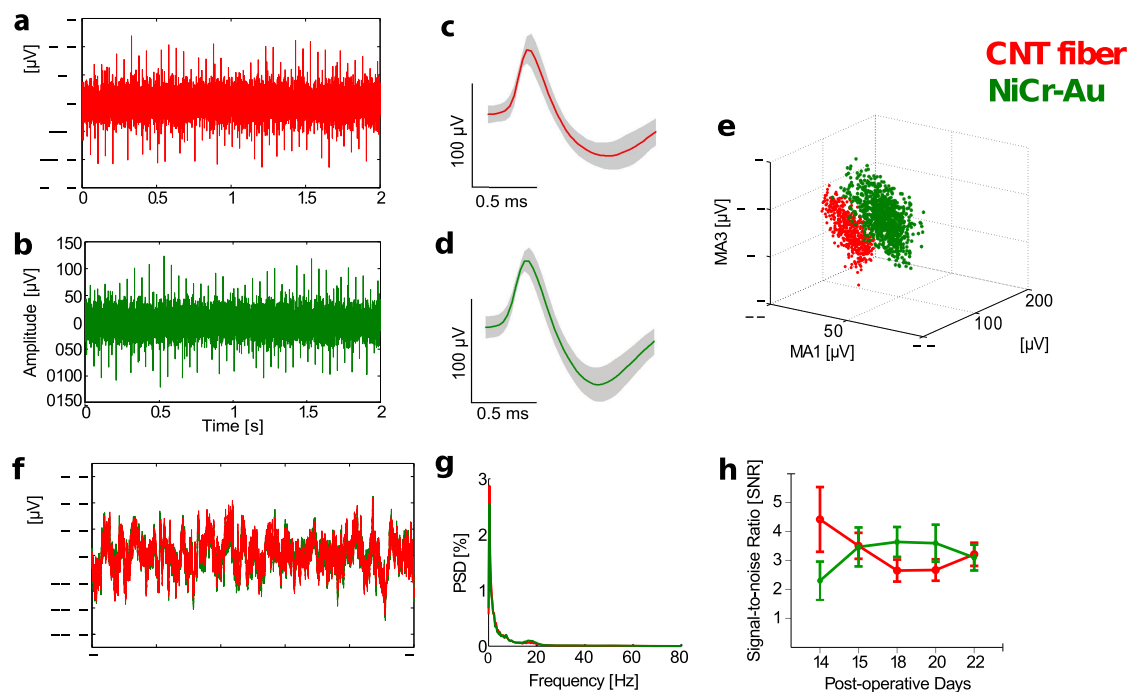 a
[µV]
0 0.5 1 1.5 2
b
Amplitude [µV]
150
100
50
0
050
0100
0150
0 0.5 1 1.5 2
Time [s]
c
100 µV
0.5 ms
d
100 µV
0.5 ms
CNT fiber
NiCr-Au
e
MA3 [µV]
50
MA1 [µV]
100
200
[µV]
f
[µV]
g
PSD [%]
3
2
1
0
0 20 40 60 80
Frequency [Hz]
h
Signal-to-noise Ratio [SNR]
5
4
3
2
1
14 15 18 20 22
Post-operative Days